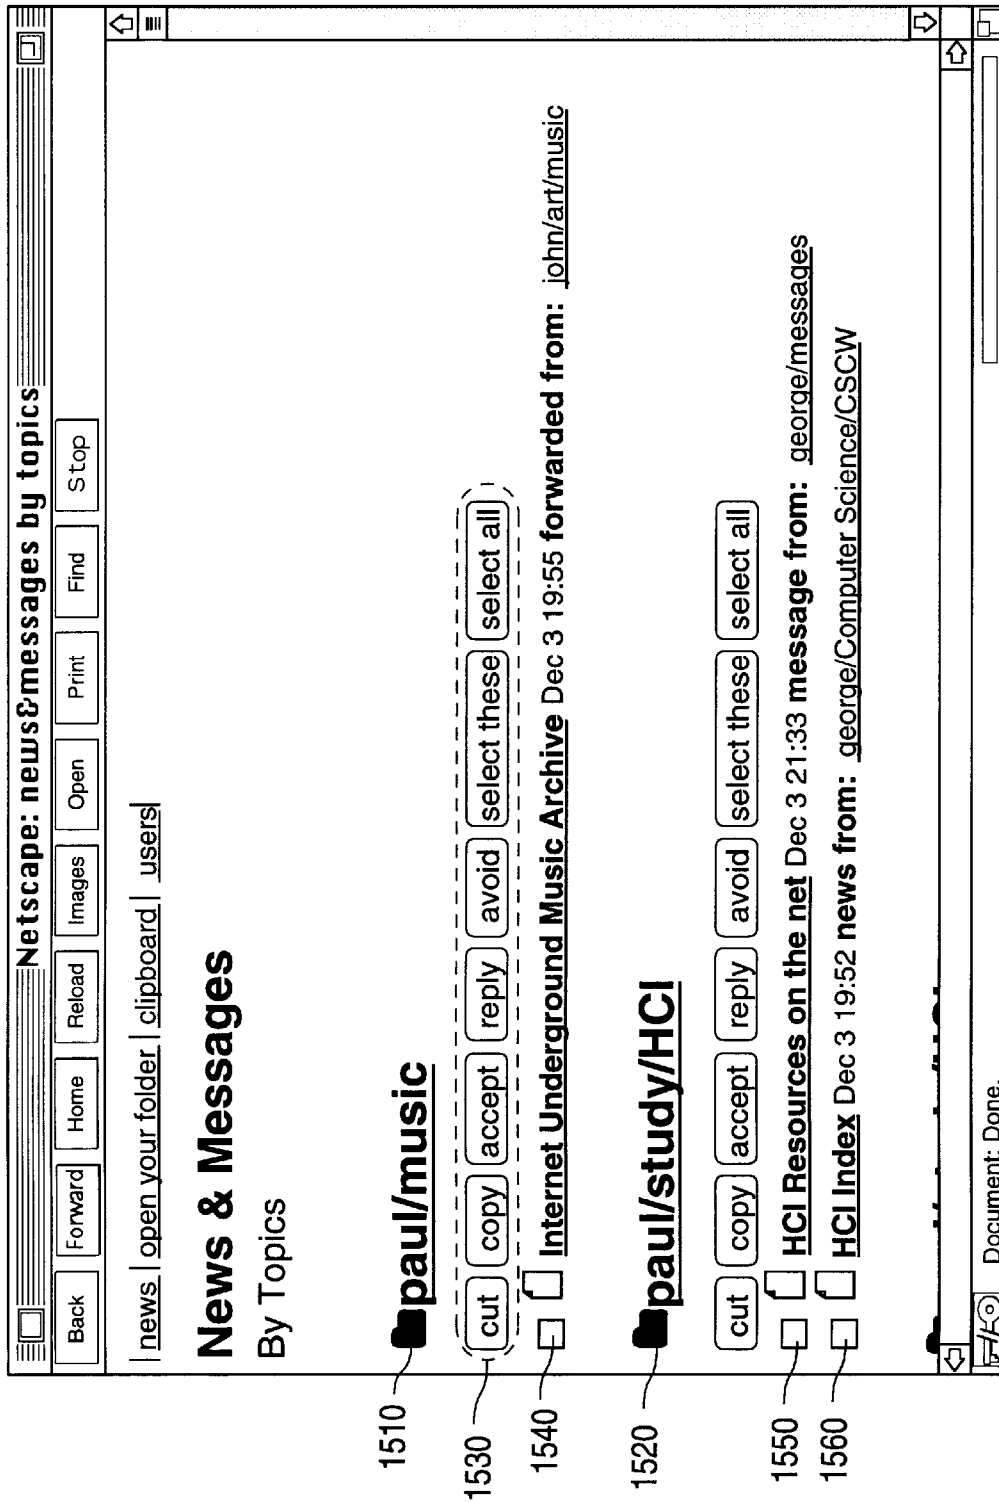 Netscape: news&messages by topics
Back Forward Home Reload Images Open Print Find Stop
| news | open your folder | clipboard | users|
News & Messages
By Topics
1510 paul/music
1530 cut copy accept reply avoid select these select all
1540 Internet Underground Music Archive Dec 3 19:55 forwarded from: john/art/music
1520 paul/study/HCI
cut copy accept reply avoid select these select all
1550 HCI Resources on the net Dec 3 21:33 message from: george/messages
1560 HCI Index Dec 3 19:52 news from: george/Computer Science/CSCW
Document: Done.